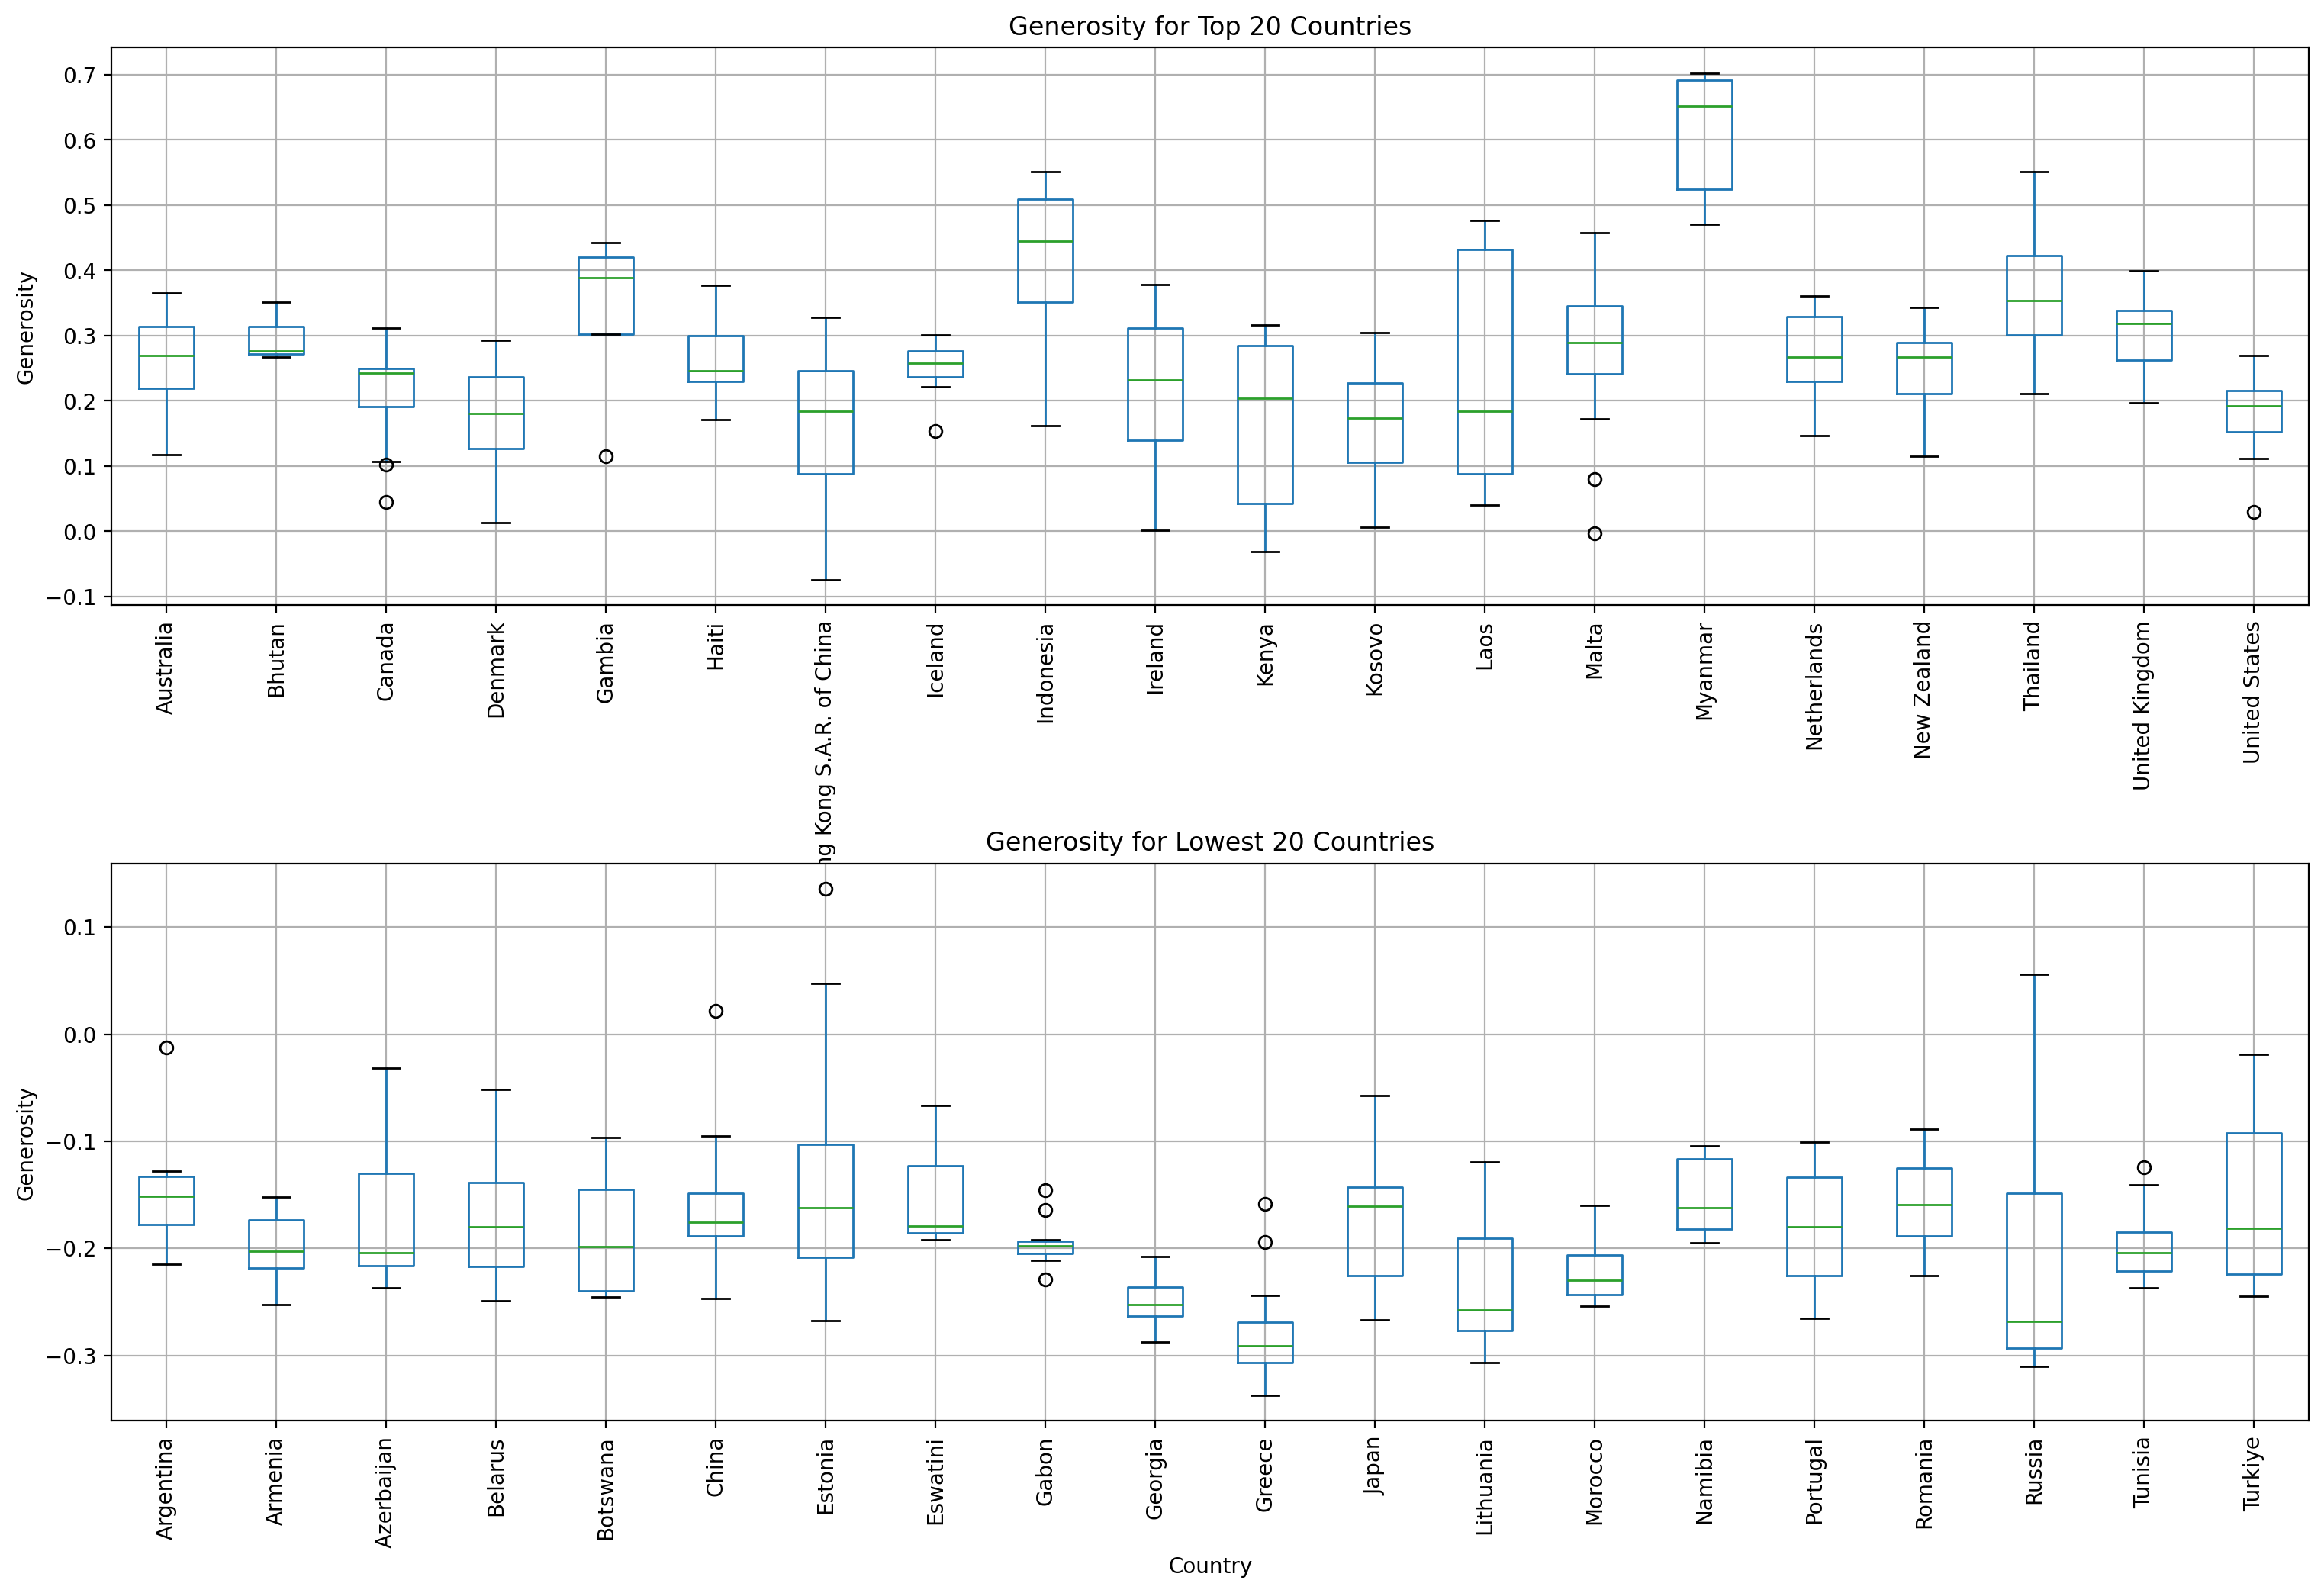 Generosity for Top 20 Countries
Generosity
0.7
0.6
0.5
0.4
0.3
0.2
0.1
0.0
−0.1
Australia
Bhutan
Canada
Denmark
Gambia
Haiti
Kong S.A.R. of China
Iceland
Indonesia
Ireland
Kenya
Kosovo
Laos
Malta
Myanmar
Netherlands
New Zealand
Thailand
United Kingdom
United States
Generosity for Lowest 20 Countries
Generosity
0.1
0.0
−0.1
−0.2
−0.3
Argentina
Armenia
Azerbaijan
Belarus
Botswana
China
Estonia
Eswatini
Gabon
Georgia
Greece
Japan
Lithuania
Morocco
Namibia
Portugal
Romania
Russia
Tunisia
Turkiye
Country